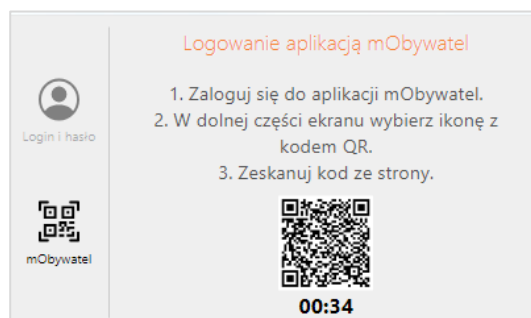 Logowanie aplikacją mObywatel
1. Zaloguj się do aplikacji mObywatel.
2. W dolnej części ekranu wybierz ikonę z
kodem QR.
3. Zeskanuj kod ze strony.
00:34
Login i hasło
mObywatel